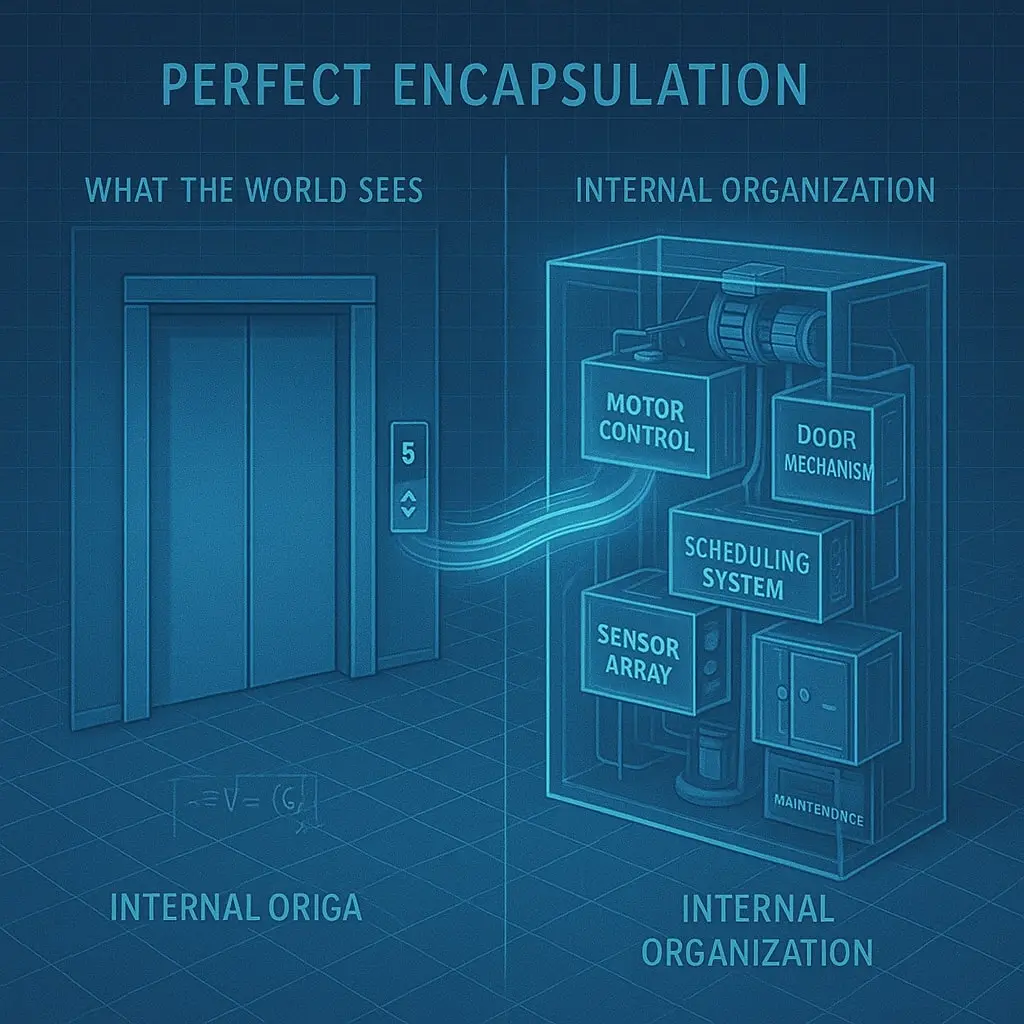 PERFECT ENCAPSULATION
WHAT THE WORLD SEES
INTERNAL ORGANIZATION
5
MOTOR
CONTROL
DOOR
MECHANISM
SCHEDULING
SYSTEM
SENSOR
ARRAY
MAINTENDNCE
INTERNAL ORIGA
INTERNAL
ORGANIZATION